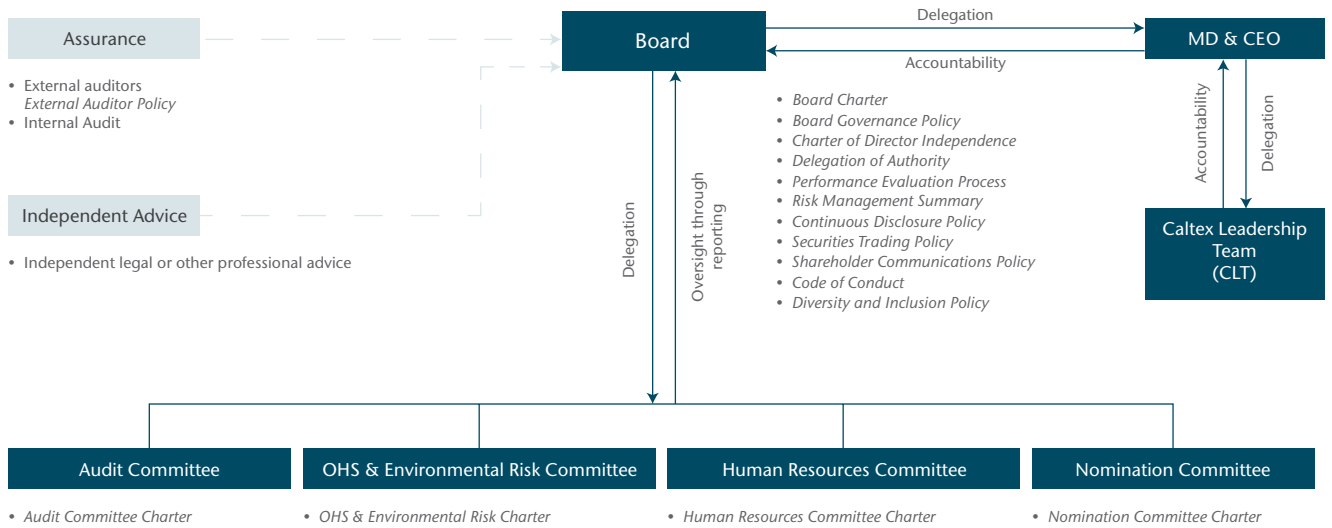 Assurance
• External auditors
External Auditor Policy
• Internal Audit
Independent Advice
• Independent legal or other professional advice
Board
Delegation
Accountability
MD & CEO
Accountability
Delegation
Caltex Leadership
Team
(CLT)
• Board Charter
• Board Governance Policy
• Charter of Director Independence
• Delegation of Authority
• Performance Evaluation Process
• Risk Management Summary
• Continuous Disclosure Policy
• Securities Trading Policy
• Shareholder Communications Policy
• Code of Conduct
• Diversity and Inclusion Policy
Delegation
Oversight through
reporting
Audit Committee
• Audit Committee Charter
OHS & Environmental Risk Committee
• OHS & Environmental Risk Charter
Human Resources Committee
• Human Resources Committee Charter
Nomination Committee
• Nomination Committee Charter